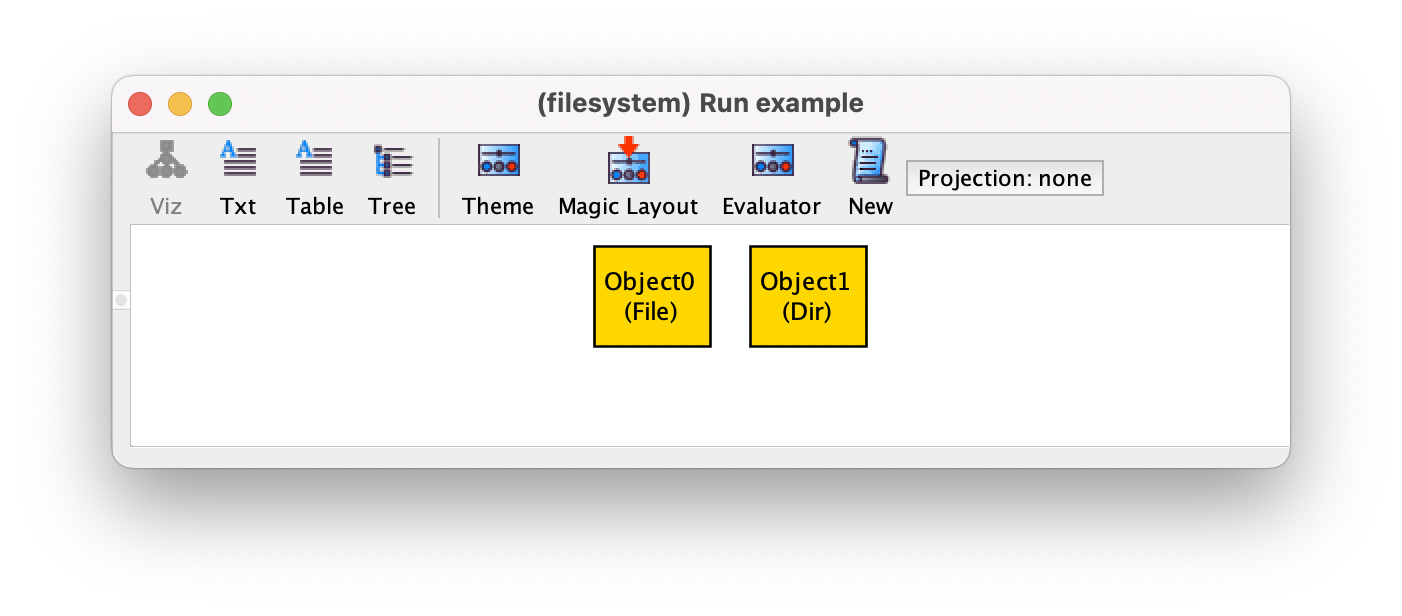 (filesystem) Run example
Viz Txt Table Tree Theme Magic Layout Evaluator New Projection: none
Object0 Object1
(File) (Dir)